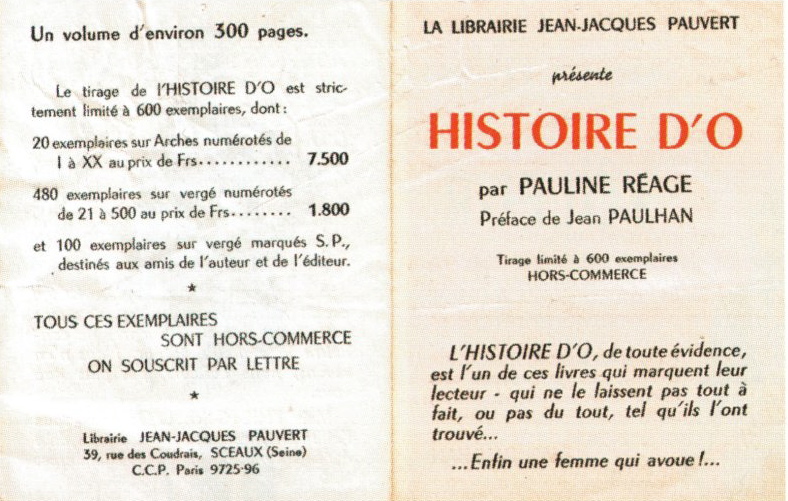 Un volume d'environ 300 pages.
Le tirage de l'HISTOIRE D'O est stric-
tement limité à 600 exemplaires, dont :
20 exemplaires sur Arches numérotés de
I à XX au prix de Frs............ 7.500
480 exemplaires sur vergé numérotés
de 21 à 500 au prix de Frs........ 1.800
et 100 exemplaires sur vergé marqués S. P.,
destinés aux amis de l'auteur et de l'éditeur.
★
TOUS CES EXEMPLAIRES
SONT HORS-COMMERCE
ON SOUSCRIT PAR LETTRE
★
Librairie JEAN-JACQUES PAUVERT
39, rue des Coudrais, SCEAUX (Seine)
C.C.P. Paris 9725-96
LA LIBRAIRIE JEAN-JACQUES PAUVERT
présente
HISTOIRE D'O
par PAULINE RÉAGE
Préface de Jean PAULHAN
Tirage limité à 600 exemplaires
HORS-COMMERCE
L'HISTOIRE D'O, de toute évidence,
est l'un de ces livres qui marquent leur
lecteur - qui ne le laissent pas tout à
fait, ou pas du tout, tel qu'ils l'ont
trouvé...
...Enfin une femme qui avoue !...